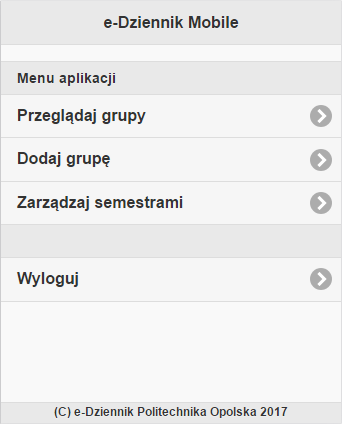 e-Dziennik Mobile
Menu aplikacji
Przeglądaj grupy
Dodaj grupę
Zarządzaj semestrami
Wyloguj
(C) e-Dziennik Politechnika Opolska 2017